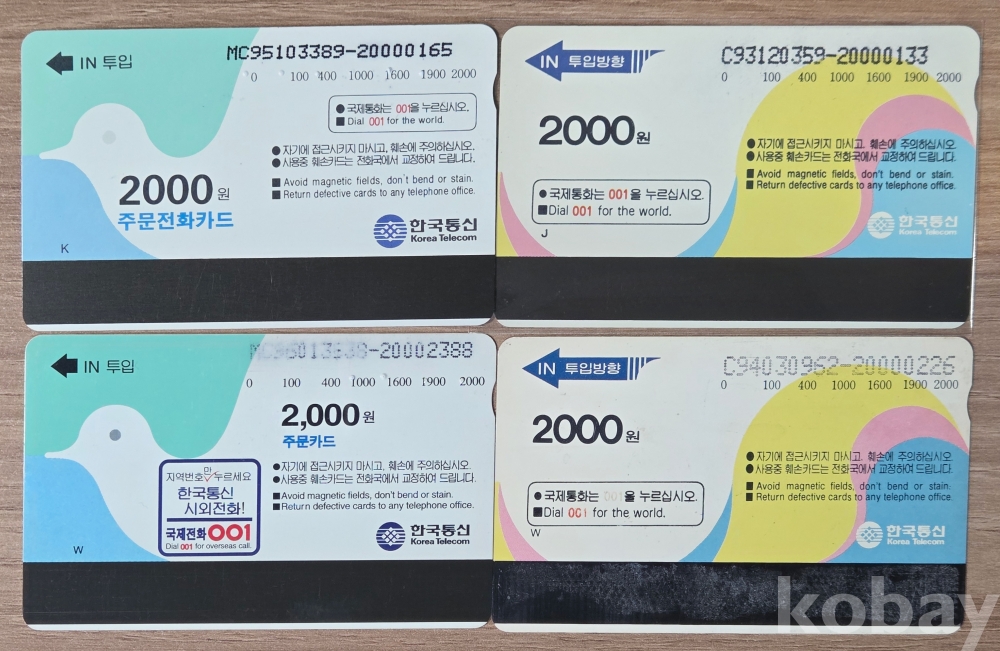 IN 투입
MC95103389-20000165
0 100 400 1000 1600 1900 2000
● 국제통화는 001을 누르십시오.
■ Dial 001 for the world.
● 자기에 접근시키지 마시고, 훼손에 주의하십시오.
● 사용중 훼손카드는 전화국에서 교정하여 드립니다.
■ Avoid magnetic fields, don't bend or stain.
■ Return defective cards to any telephone office.
2000원
주문전화카드
한국통신
Korea Telecom
K
IN 투입방향
C93120359-20000133
0 100 400 1000 1600 1900 2000
2000원
● 자기에 접근시키지 마시고, 훼손에 주의하십시오.
● 사용중 훼손카드는 전화국에서 교정하여 드립니다.
■ Avoid magnetic fields, don't bend or stain.
■ Return defective cards to any telephone office.
● 국제통화는 001을 누르십시오.
■ Dial 001 for the world.
한국통신
Korea Telecom
J
IN 투입
-20002388
0 100 400 1000 1600 1900 2000
2,000원
주문카드
● 자기에 접근시키지 마시고, 훼손에 주의하십시오.
● 사용중 훼손카드는 전화국에서 교정하여 드립니다.
■ Avoid magnetic fields, don't bend or stain.
■ Return defective cards to any telephone office.
지역번호만 누르세요
한국통신
시외전화!
국제전화 001
Dial 001 for overseas call.
한국통신
Korea Telecom
W
IN 투입방향
C94030962-20000226
0 100 400 1000 1600 1900 2000
2000원
● 자기에 접근시키지 마시고, 훼손에 주의하십시오.
● 사용중 훼손카드는 전화국에서 교정하여 드립니다.
■ Avoid magnetic fields, don't bend or stain.
■ Return defective cards to any telephone office.
● 국제통화는 001을 누르십시오.
■ Dial 001 for the world.
한국통신
Korea Telecom
W
kobay